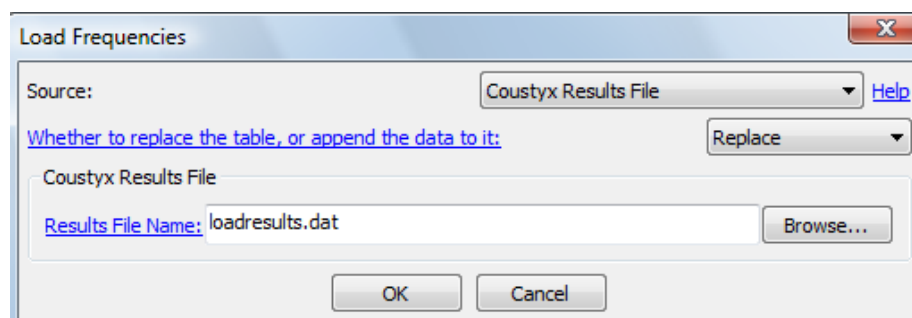 Load Frequencies
Source: Coustyx Results File Help
Whether to replace the table, or append the data to it: Replace
Coustyx Results File
Results File Name: loadresults.dat Browse...
OK Cancel